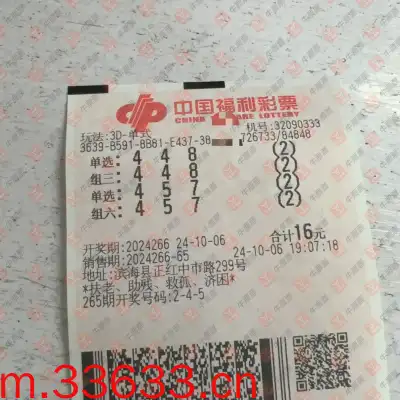 中国福利彩票
玩法:3D-单式
机号:32090333
3639-B591-BB81-E437-38
726733/84848
单选: 4 4 8 (2)
组三: 4 4 8 (2)
单选: 4 5 7 (2)
组六: 4 5 7 (2)
开奖期:2024266 24-10-06 合计16元
销售期:2024266-65 24-10-06 19:07:18
地址:滨海县正红中市路299号
*扶老、助残、救孤、济困*
265期开奖号码:2-4-5
m.33633.cn